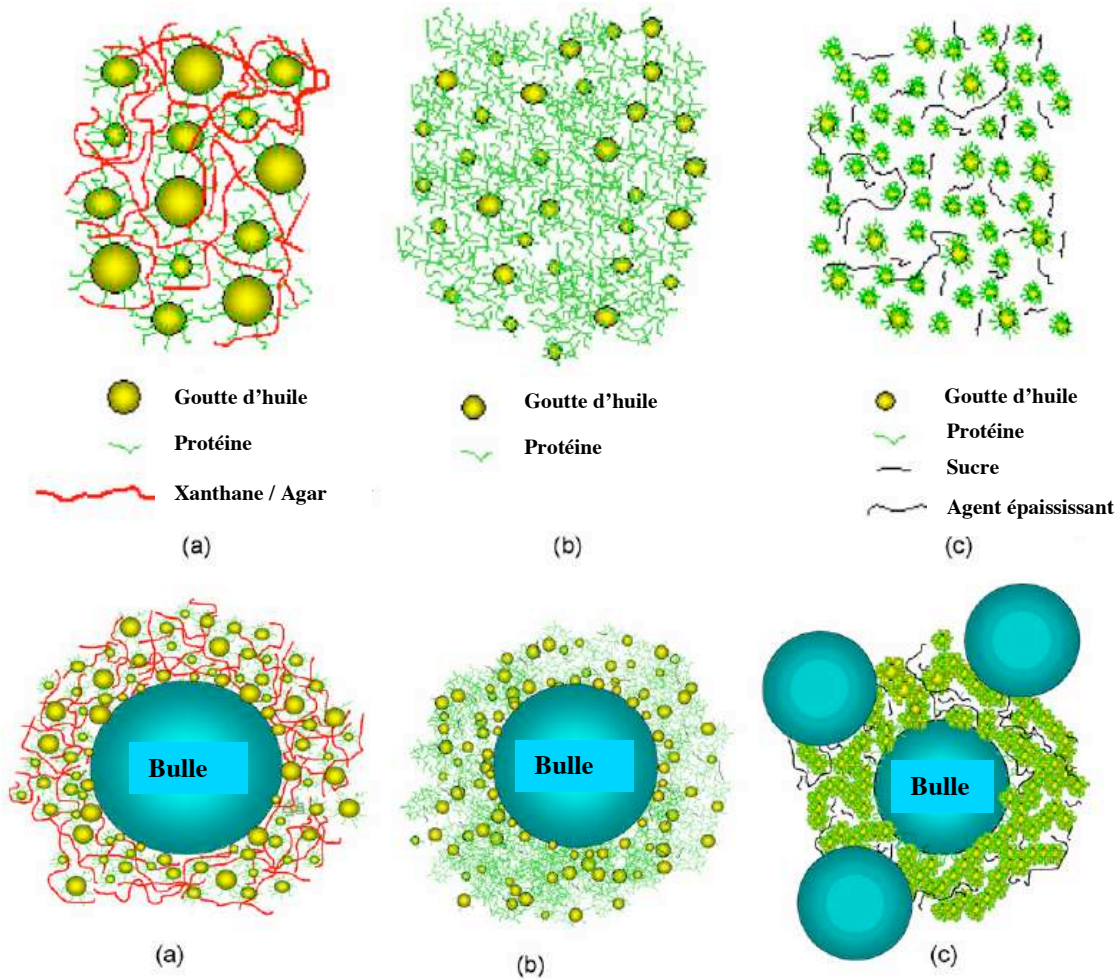 Goutte d'huile
Protéine
Xanthane / Agar
(a)
Goutte d'huile
Protéine
(b)
Goutte d'huile
Protéine
Sucre
Agent épaississant
(c)
Bulle
(a)
Bulle
(b)
Bulle
(c)